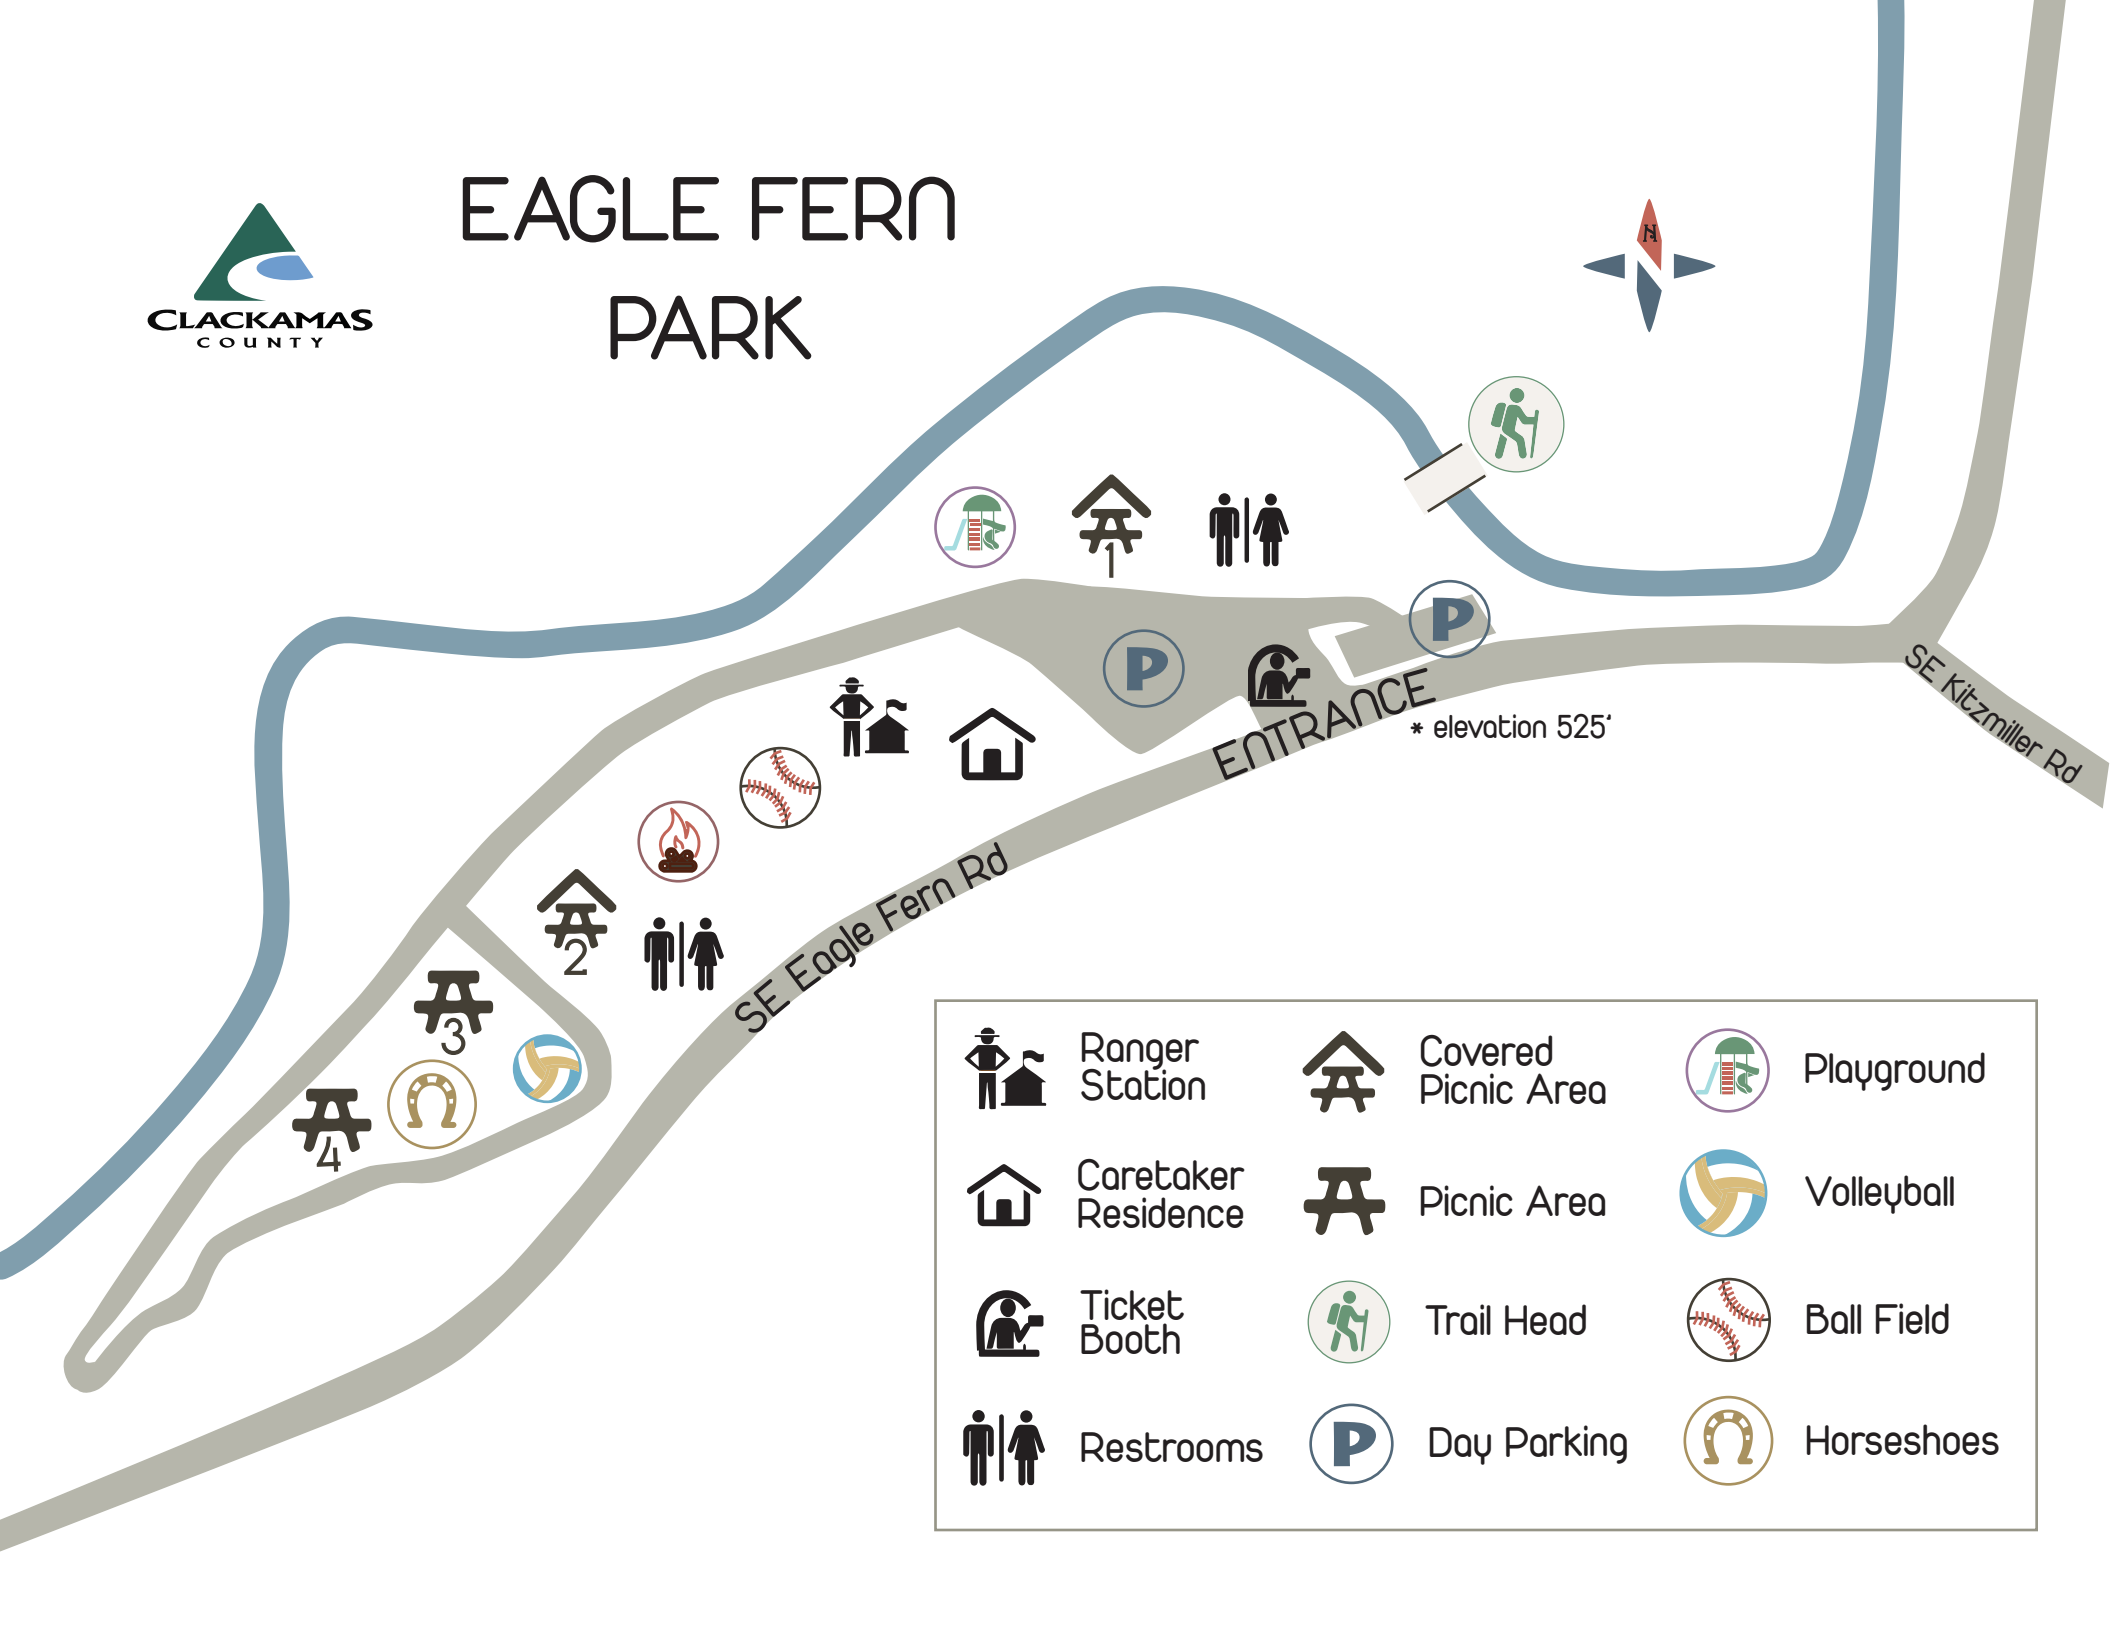 EAGLE FERN
PARK
CLACKAMAS
COUNTY
N
1
P
P
ENTRANCE
* elevation 525'
SE Kitzmiller Rd
SE Eagle Fern Rd
2
3
4
Ranger
Station
Covered
Picnic Area
Playground
Caretaker
Residence
Picnic Area
Volleyball
Ticket
Booth
Trail Head
Ball Field
Restrooms
P
Day Parking
Horseshoes